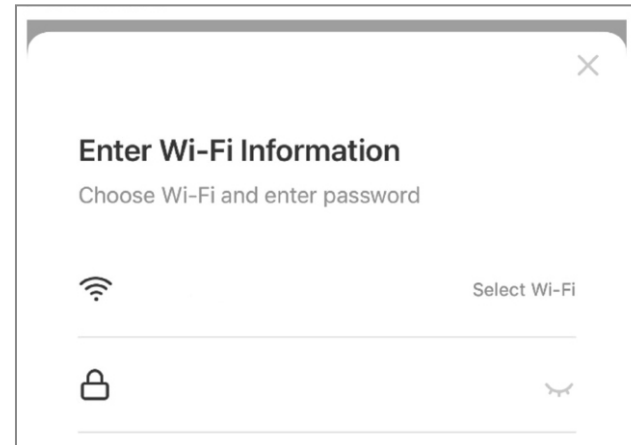 Enter Wi-Fi Information
Choose Wi-Fi and enter password
Select Wi-Fi